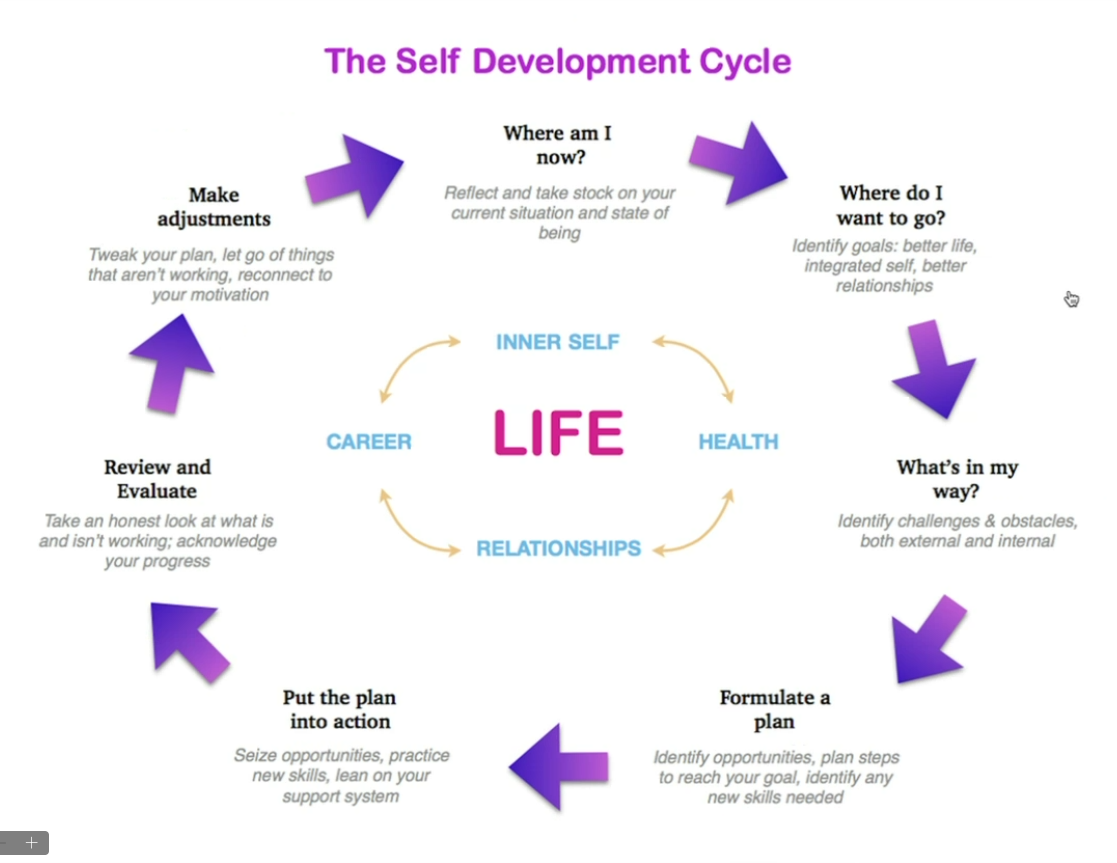 The Self Development Cycle
Where am I
now?
Reflect and take stock on your
current situation and state of
being
Where do I
want to go?
Identify goals: better life,
integrated self, better
relationships
What's in my
way?
Identify challenges & obstacles,
both external and internal
Formulate a
plan
Identify opportunities, plan steps
to reach your goal, identify any
new skills needed
Put the plan
into action
Seize opportunities, practice
new skills, lean on your
support system
Review and
Evaluate
Take an honest look at what is
and isn't working; acknowledge
your progress
Make
adjustments
Tweak your plan, let go of things
that aren't working, reconnect to
your motivation
INNER SELF
CAREER
LIFE
HEALTH
RELATIONSHIPS